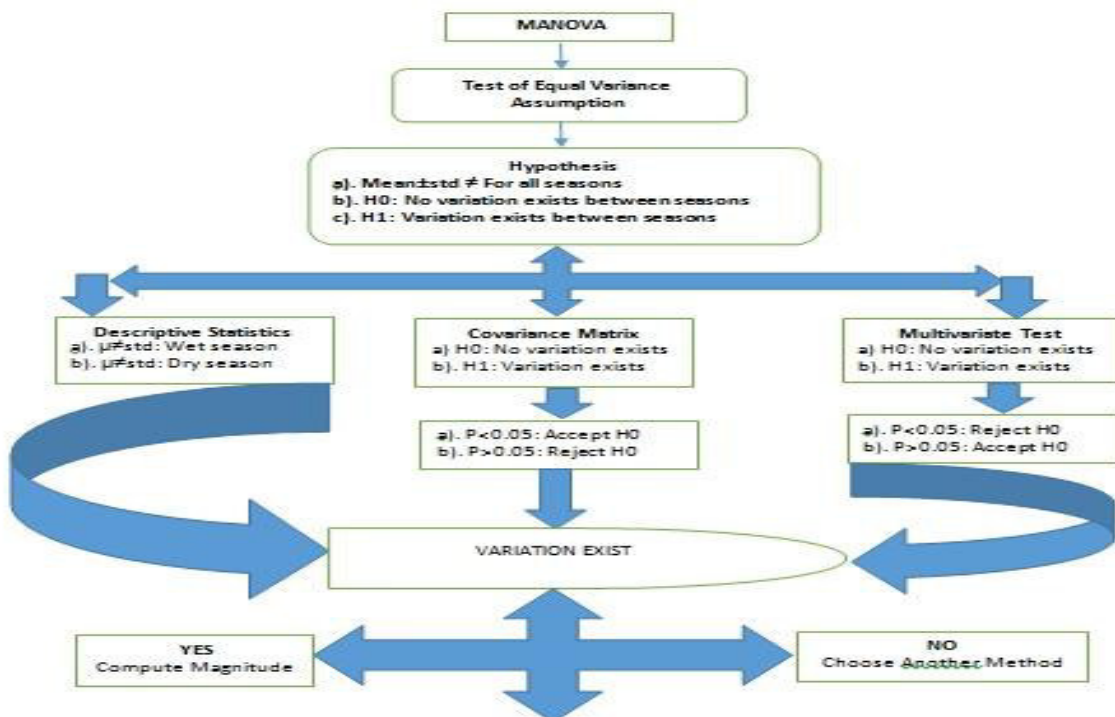 MANOVA
Test of Equal Variance
Assumption
Hypothesis
a). Mean±std ≠ For all seasons
b). H0: No variation exists between seasons
c). H1: Variation exists between seasons
Descriptive Statistics
a). µ≠std: Wet season
b). µ≠std: Dry season
Covariance Matrix
a) H0: No variation exists
b). H1: Variation exists
Multivariate Test
a) H0: No variation exists
b). H1: Variation exists
a). P<0.05: Accept H0
b). P>0.05: Reject H0
a). P<0.05: Reject H0
b). P>0.05: Accept H0
VARIATION EXIST
YES
Compute Magnitude
NO
Choose Another Method